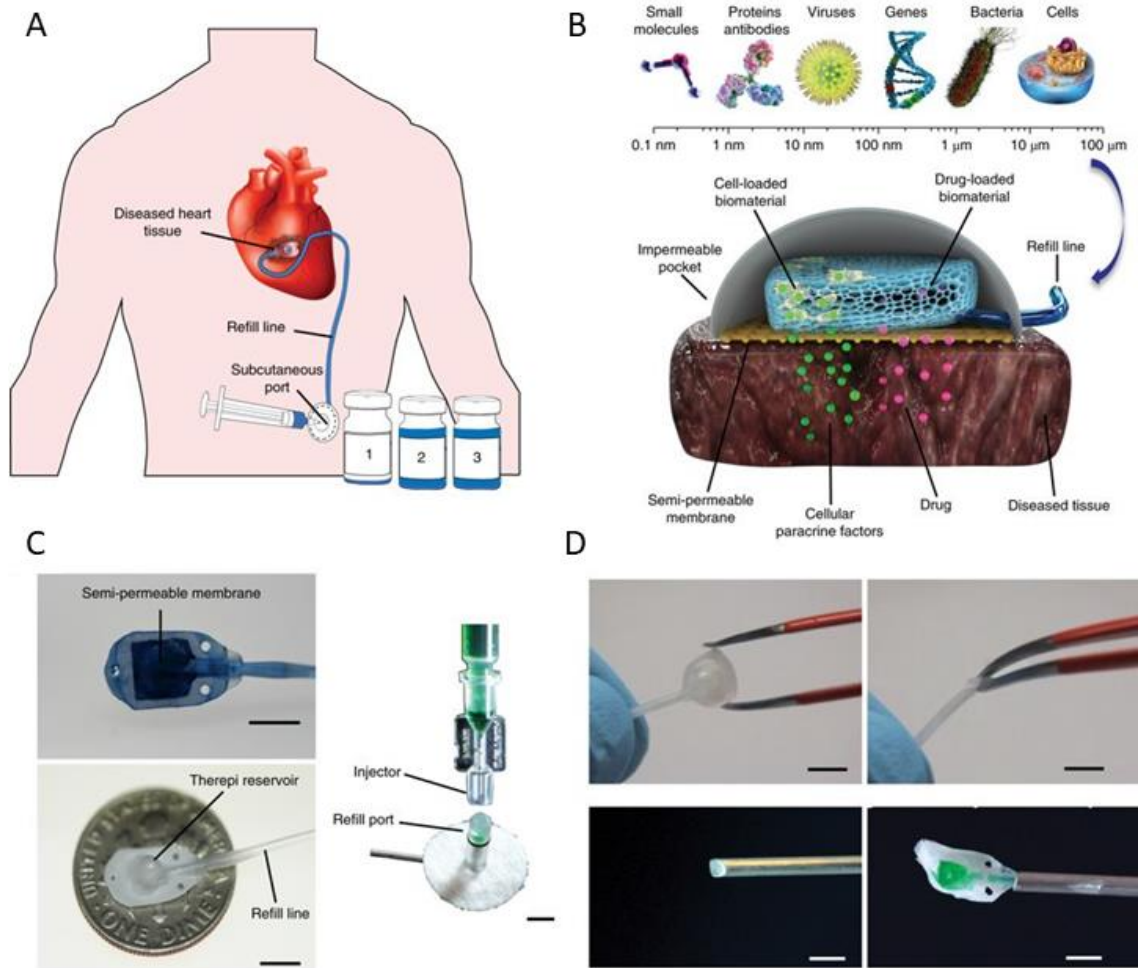 A
Diseased heart
tissue
Refill line
Subcutaneous
port
1
2
3
B
Small
molecules
Proteins
antibodies
Viruses
Genes
Bacteria
Cells
0.1 nm
1 nm
10 nm
100 nm
1 μm
10 μm
100 μm
Cell-loaded
biomaterial
Drug-loaded
biomaterial
Impermeable
pocket
Refill line
Semi-permeable
membrane
Cellular
paracrine factors
Drug
Diseased tissue
C
Semi-permeable membrane
Therepi reservoir
Refill line
ONE DIME
Injector
Refill port
D